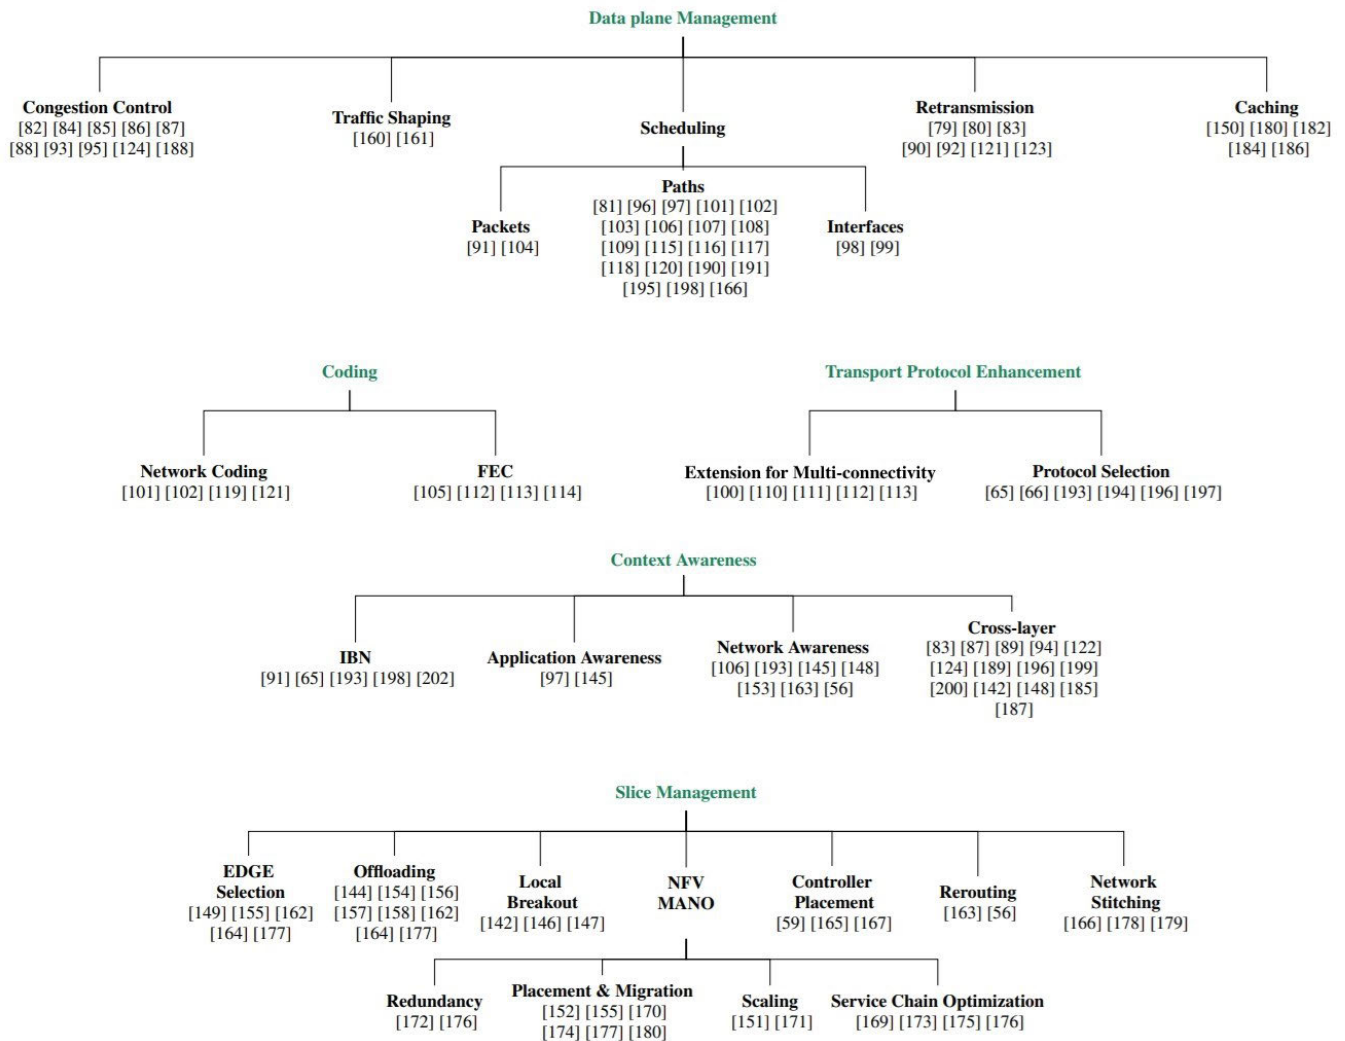 Data plane Management
Congestion Control
[82] [84] [85] [86] [87]
[88] [93] [95] [124] [188]
Traffic Shaping
[160] [161]
Scheduling
Retransmission
[79] [80] [83]
[90] [92] [121] [123]
Caching
[150] [180] [182]
[184] [186]
Packets
[91] [104]
Paths
[81] [96] [97] [101] [102]
[103] [106] [107] [108]
[109] [115] [116] [117]
[118] [120] [190] [191]
[195] [198] [166]
Interfaces
[98] [99]
Coding
Network Coding
[101] [102] [119] [121]
FEC
[105] [112] [113] [114]
Transport Protocol Enhancement
Extension for Multi-connectivity
[100] [110] [111] [112] [113]
Protocol Selection
[65] [66] [193] [194] [196] [197]
Context Awareness
IBN
[91] [65] [193] [198] [202]
Application Awareness
[97] [145]
Network Awareness
[106] [193] [145] [148]
[153] [163] [56]
Cross-layer
[83] [87] [89] [94] [122]
[124] [189] [196] [199]
[200] [142] [148] [185]
[187]
Slice Management
EDGE
Selection
[149] [155] [162]
[164] [177]
Offloading
[144] [154] [156]
[157] [158] [162]
[164] [177]
Local
Breakout
[142] [146] [147]
NFV
MANO
Controller
Placement
[59] [165] [167]
Rerouting
[163] [56]
Network
Stitching
[166] [178] [179]
Redundancy
[172] [176]
Placement & Migration
[152] [155] [170]
[174] [177] [180]
Scaling
[151] [171]
Service Chain Optimization
[169] [173] [175] [176]